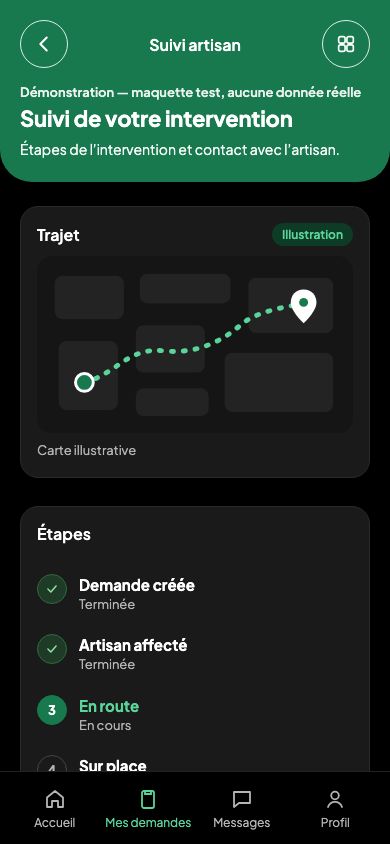 Suivi artisan
Démonstration — maquette test, aucune donnée réelle
Suivi de votre intervention
Étapes de l’intervention et contact avec l’artisan.
Trajet
Illustration
Carte illustrative
Étapes
Demande créée
Terminée
Artisan affecté
Terminée
3
En route
En cours
4
Sur place
Accueil
Mes demandes
Messages
Profil